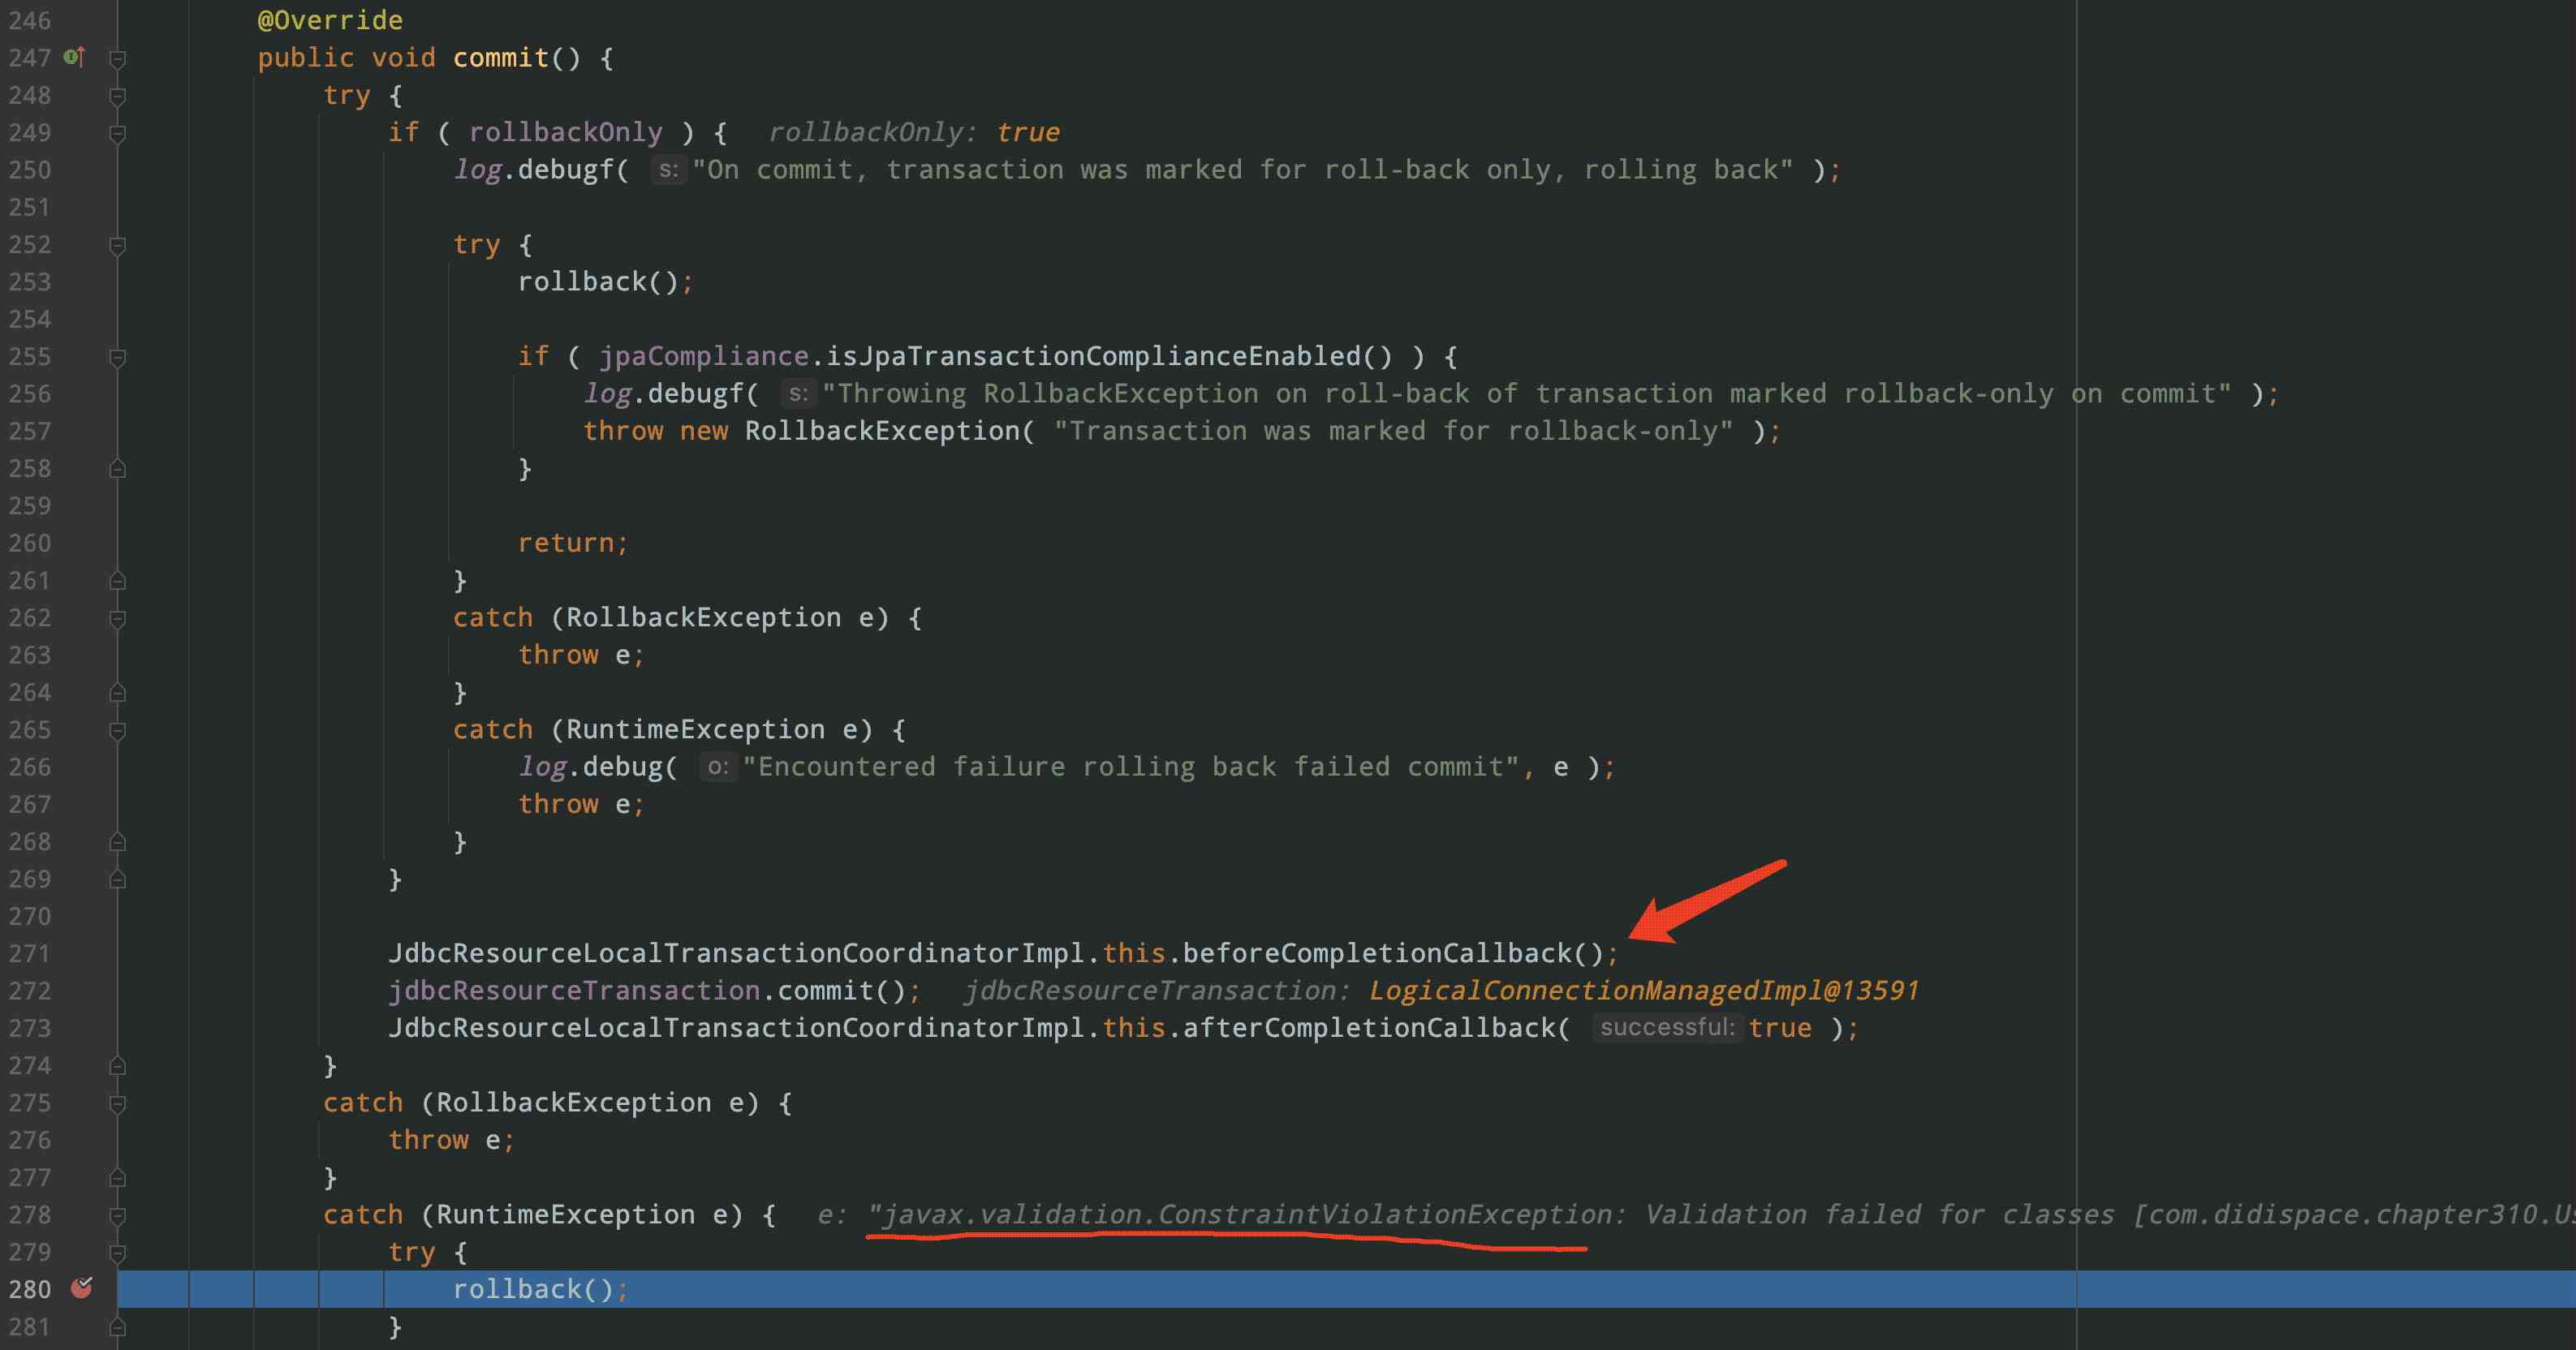 246 @Override
247 public void commit() {
248 try {
249 if ( rollbackOnly ) { rollbackOnly: true
250 log.debugf( s: "On commit, transaction was marked for roll-back only, rolling back" );
251
252 try {
253 rollback();
254
255 if ( jpaCompliance.isJpaTransactionComplianceEnabled() ) {
256 log.debugf( s: "Throwing RollbackException on roll-back of transaction marked rollback-only on commit" );
257 throw new RollbackException( "Transaction was marked for rollback-only" );
258 }
259
260 return;
261 }
262 catch (RollbackException e) {
263 throw e;
264 }
265 catch (RuntimeException e) {
266 log.debug( o: "Encountered failure rolling back failed commit", e );
267 throw e;
268 }
269 }
270
271 JdbcResourceLocalTransactionCoordinatorImpl.this.beforeCompletionCallback();
272 jdbcResourceTransaction.commit(); jdbcResourceTransaction: LogicalConnectionManagedImpl@13591
273 JdbcResourceLocalTransactionCoordinatorImpl.this.afterCompletionCallback( successful: true );
274 }
275 catch (RollbackException e) {
276 throw e;
277 }
278 catch (RuntimeException e) { e: "javax.validation.ConstraintViolationException: Validation failed for classes [com.didispace.chapter310.Us
279 try {
280 rollback();
281 }